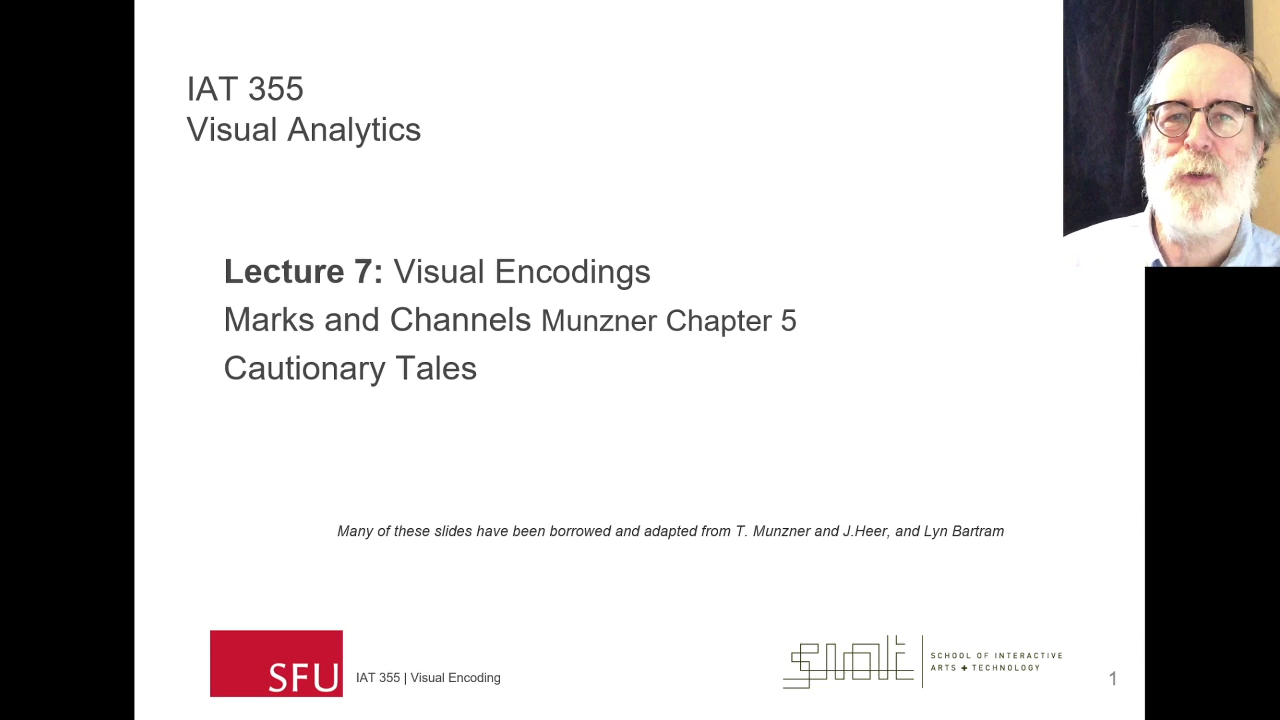 IAT 355
Visual Analytics
Lecture 7: Visual Encodings
Marks and Channels Munzner Chapter 5
Cautionary Tales
Many of these slides have been borrowed and adapted from T. Munzner and J.Heer, and Lyn Bartram
SFU
IAT 355 | Visual Encoding
siat
SCHOOL OF INTERACTIVE
ARTS + TECHNOLOGY
1